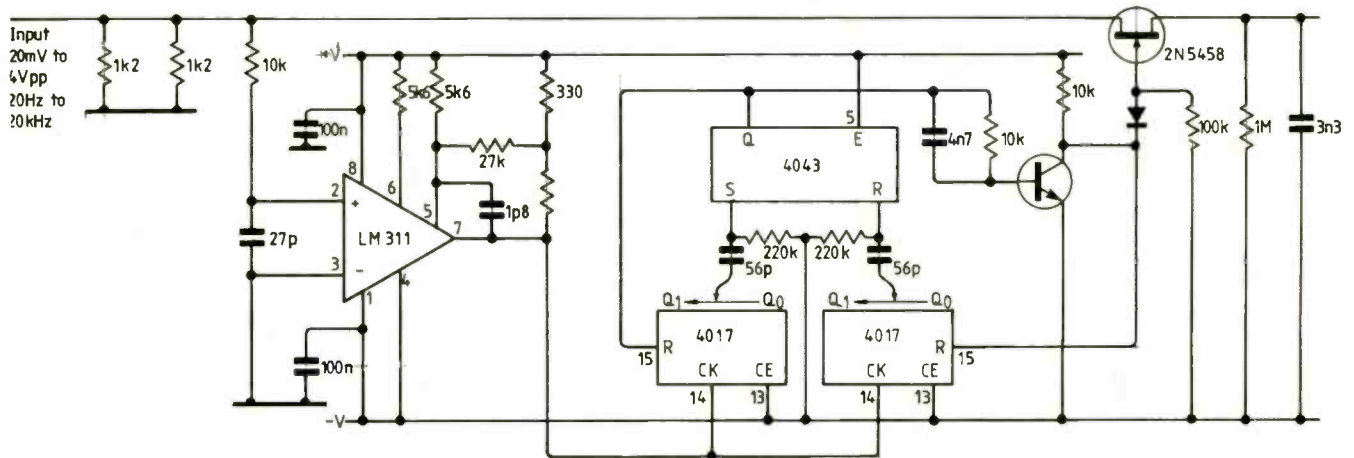 Input
20mV to
4Vpp
20Hz to
20kHz
1k2
1k2
10k
+V
100n
5k6
5k6
330
27k
8
6
5
2
+
27p
LM 311
7
1p8
3
-
4
1
100n
-V
5
Q
E
4043
S
R
4n7
10k
220k
220k
56p
56p
Q1
Q0
4017
R
15
CK
CE
14
13
Q1
Q0
4017
R
15
CK
CE
14
13
10k
2N5458
100k
1M
3n3